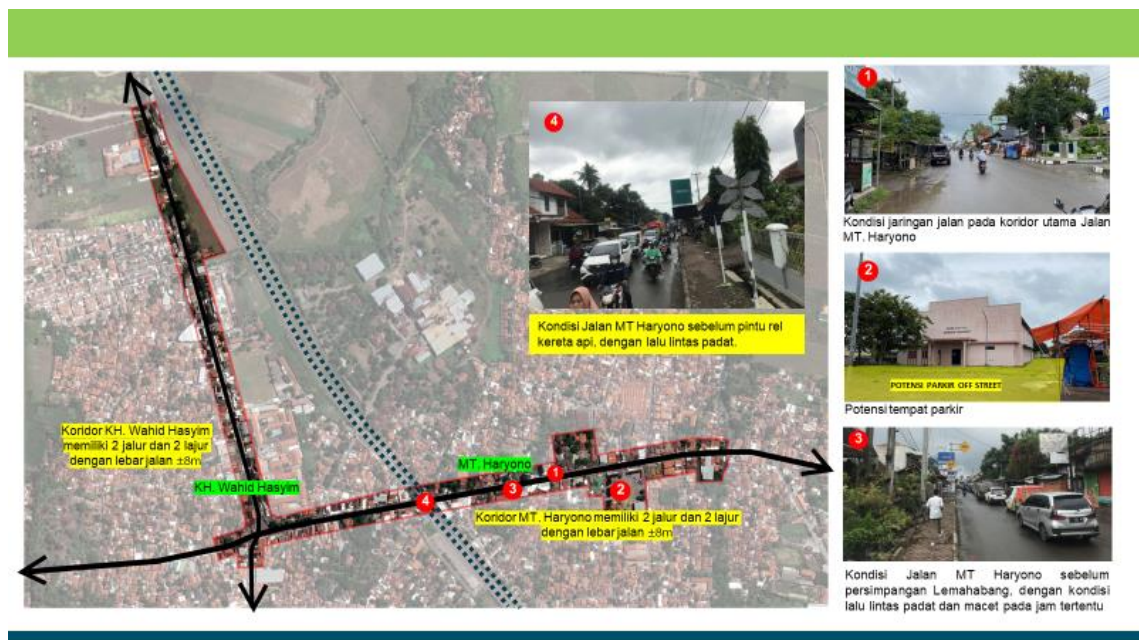 4
Kondisi Jalan MT Haryono sebelum pintu rel
kereta api, dengan lalu lintas padat.
Koridor KH. Wahid Hasyim
memiliki 2 jalur dan 2 lajur
dengan lebar jalan ±8m
KH. Wahid Hasyim
MT. Haryono
1
3
2
4
Koridor MT. Haryono memiliki 2 jalur dan 2 lajur
dengan lebar jalan ±8m
1
Kondisi jaringan jalan pada koridor utama Jalan
MT. Haryono
2
POTENSI PARKIR OFF STREET
Potensi tempat parkir
3
Kondisi Jalan MT Haryono sebelum
persimpangan Lemahabang, dengan kondisi
lalu lintas padat dan macet pada jam tertentu